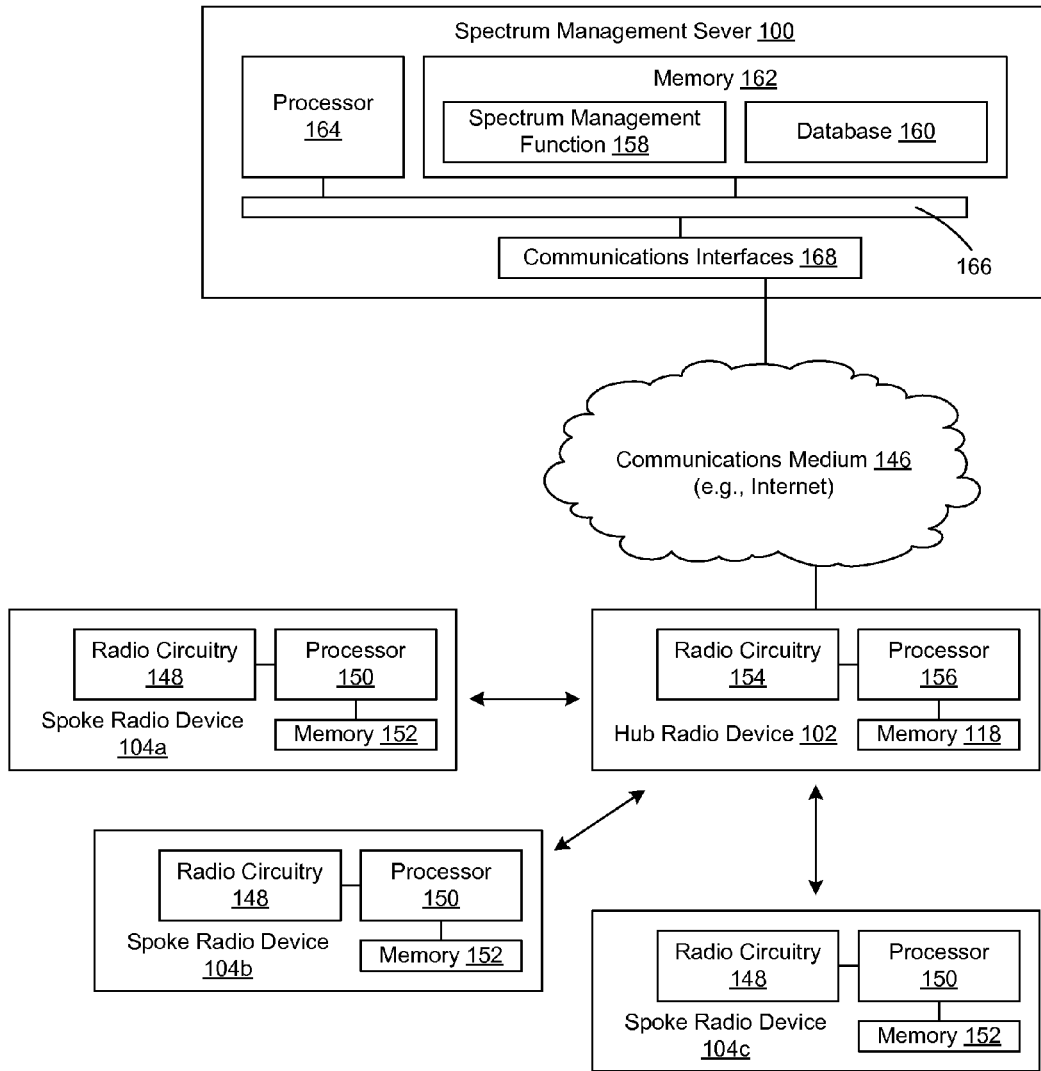 Spectrum Management Sever 100
Processor
164
Memory 162
Spectrum Management
Function 158
Database 160
Communications Interfaces 168
166
Communications Medium 146
(e.g., Internet)
Radio Circuitry
148
Processor
150
Spoke Radio Device
104a
Memory 152
Radio Circuitry
154
Processor
156
Hub Radio Device 102
Memory 118
Radio Circuitry
148
Processor
150
Spoke Radio Device
104b
Memory 152
Radio Circuitry
148
Processor
150
Spoke Radio Device
104c
Memory 152